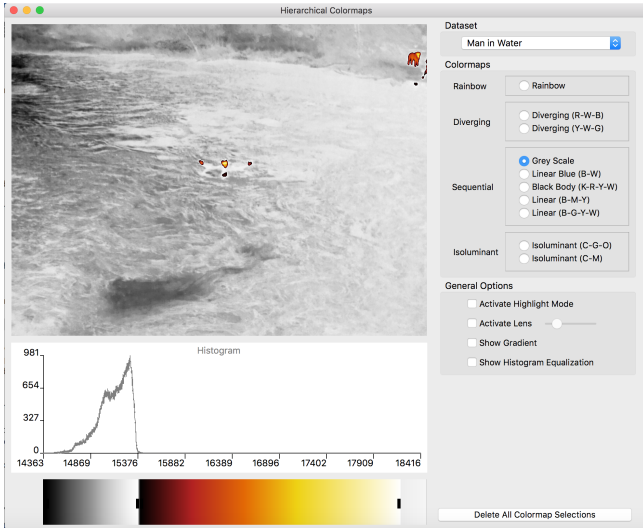 Hierarchical Colormaps
Dataset
Man in Water
Colormaps
Rainbow
Rainbow
Diverging
Diverging (R-W-B)
Diverging (Y-W-G)
Sequential
Grey Scale
Linear Blue (B-W)
Black Body (K-R-Y-W)
Linear (B-M-Y)
Linear (B-G-Y-W)
Isoluminant
Isoluminant (C-G-O)
Isoluminant (C-M)
General Options
Activate Highlight Mode
Activate Lens
Show Gradient
Show Histogram Equalization
Histogram
981
654
327
0
14363 14869 15376 15882 16389 16896 17402 17909 18416
Delete All Colormap Selections